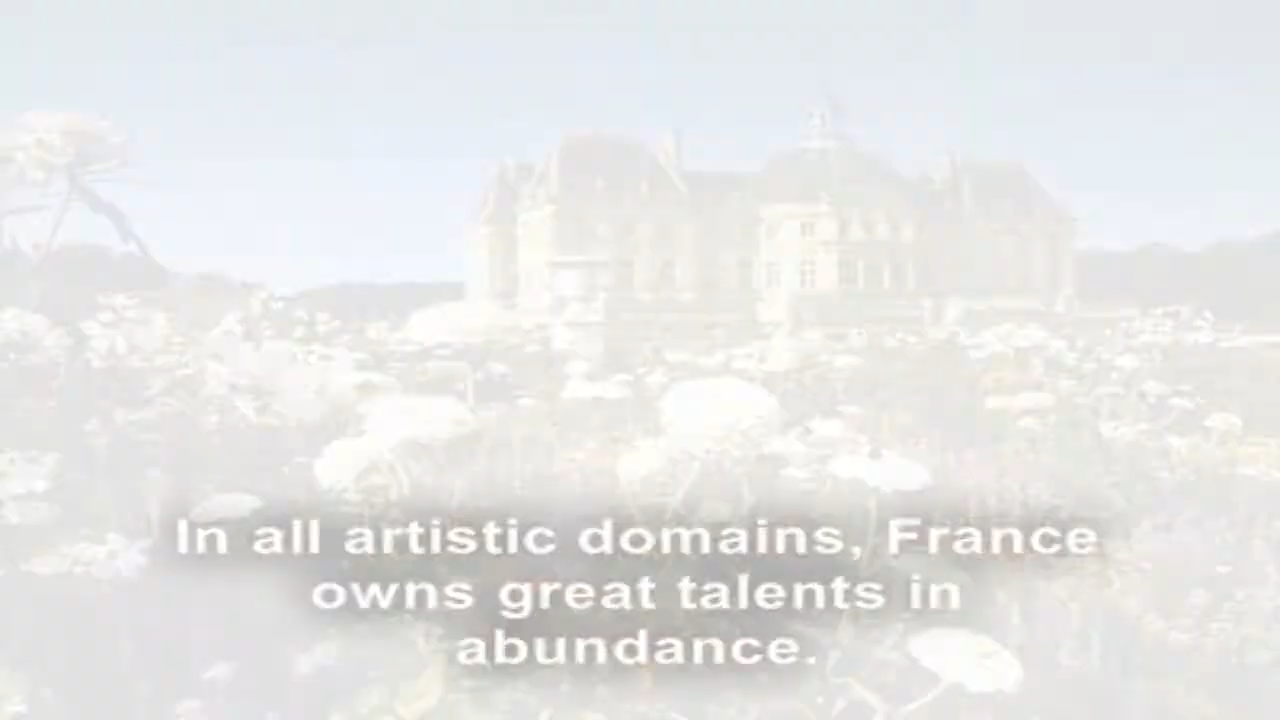 In all artistic domains, France
owns great talents in
abundance.